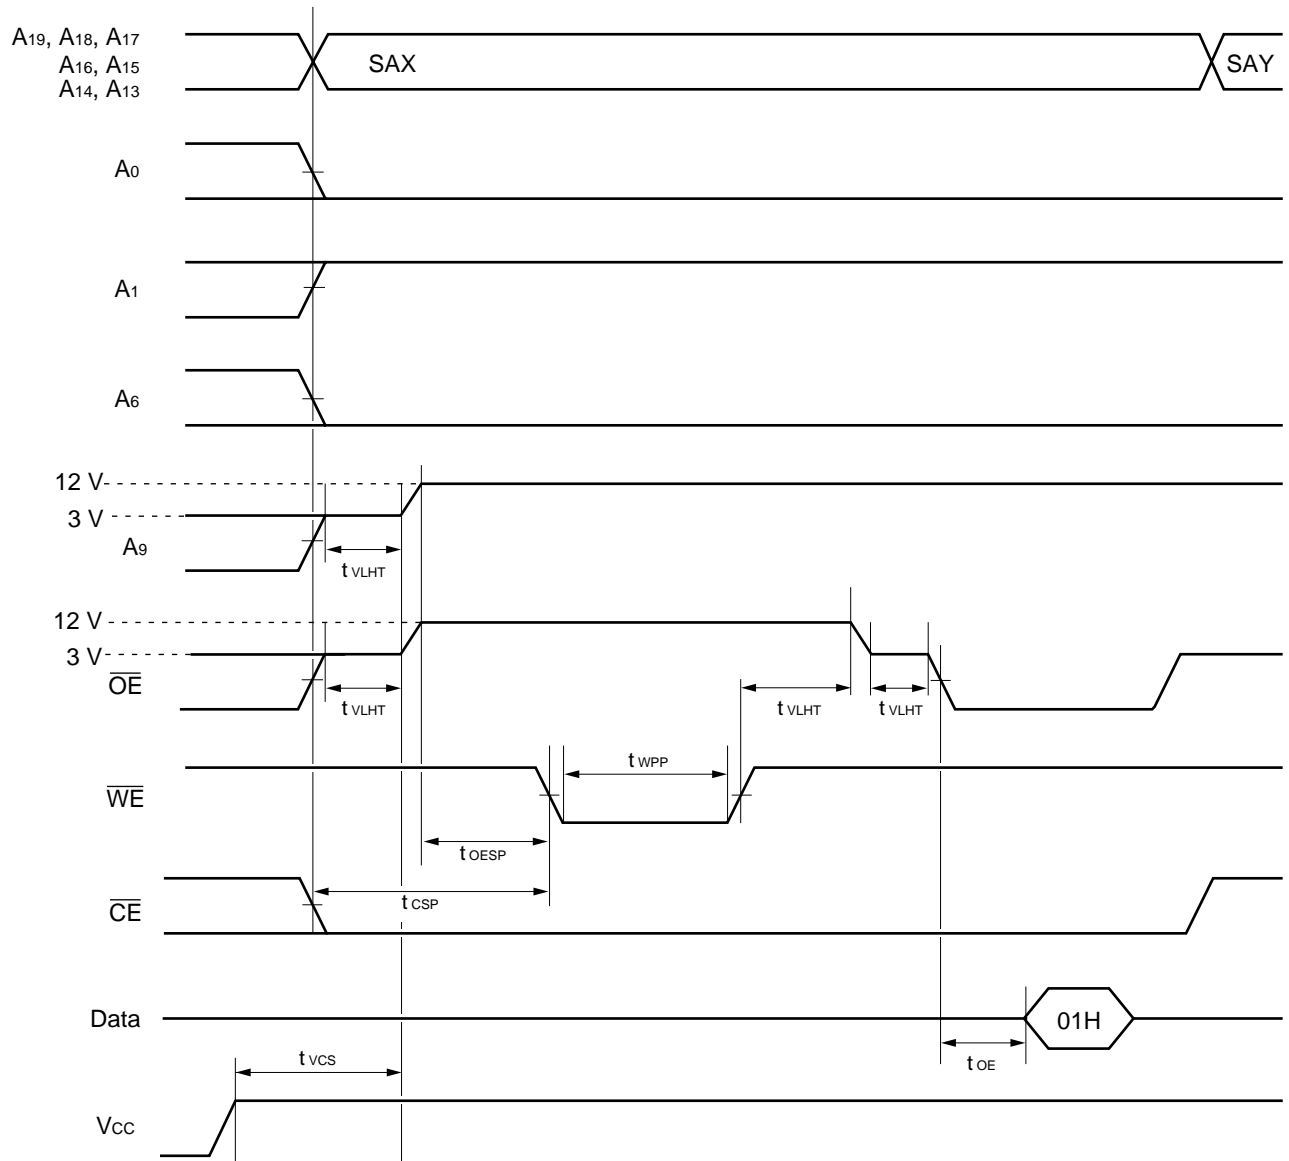 A19, A18, A17
A16, A15
A14, A13
SAX
SAY
A0
A1
A6
12 V
3 V
A9
t VLHT
12 V
3 V
OE
t VLHT
t VLHT
t VLHT
t WPP
WE
t OESP
t CSP
CE
Data
01H
t VCS
t OE
VCC